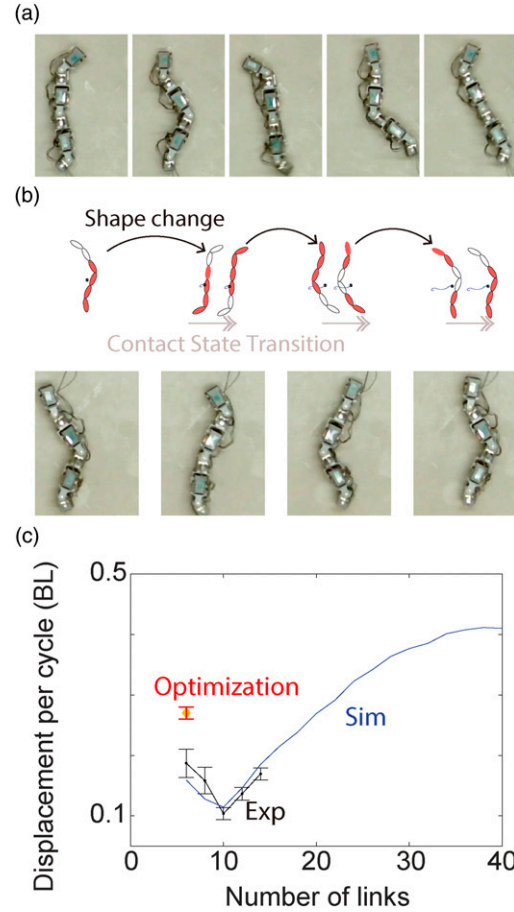 (a)
(b)
Shape change
Contact State Transition
(c)
Displacement per cycle (BL)
0.5
0.1
Optimization
Sim
Exp
0
10
20
30
40
Number of links